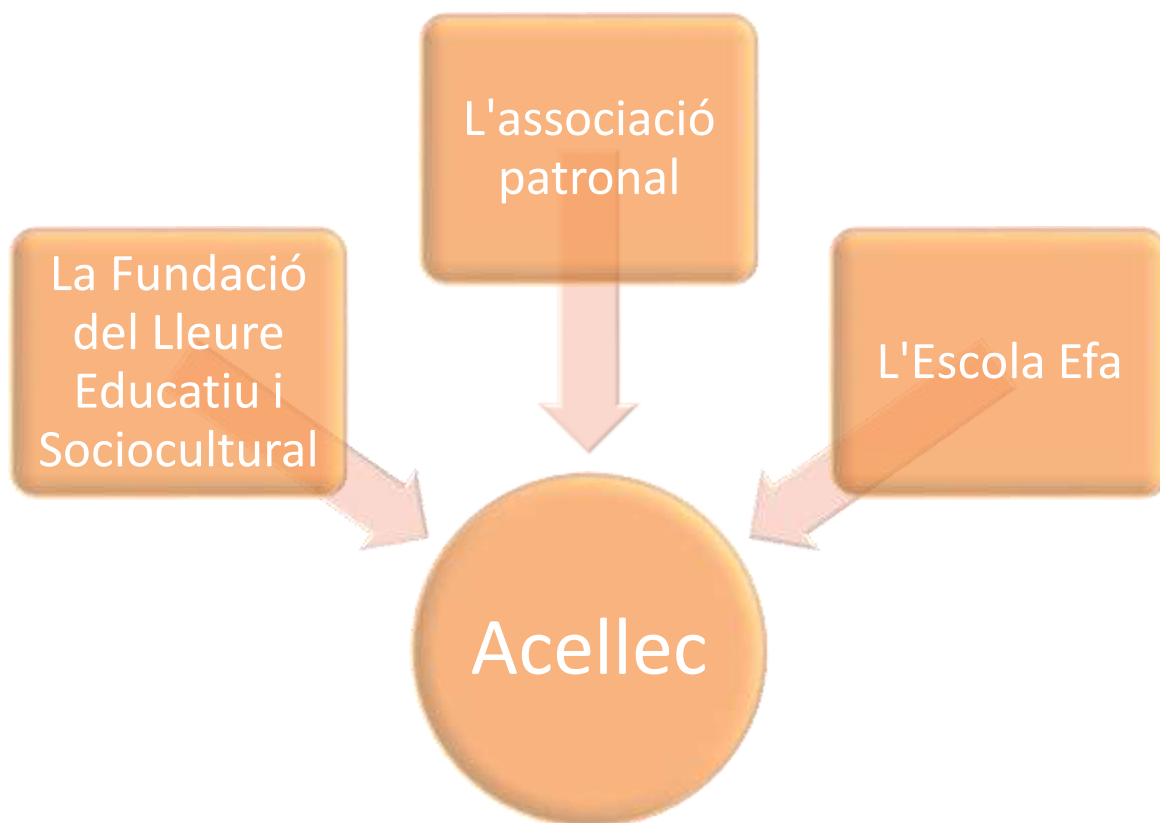 L'associació
patronal
La Fundació
del Lleure
Educatiu i
Sociocultural
L'Escola Efa
Acellec